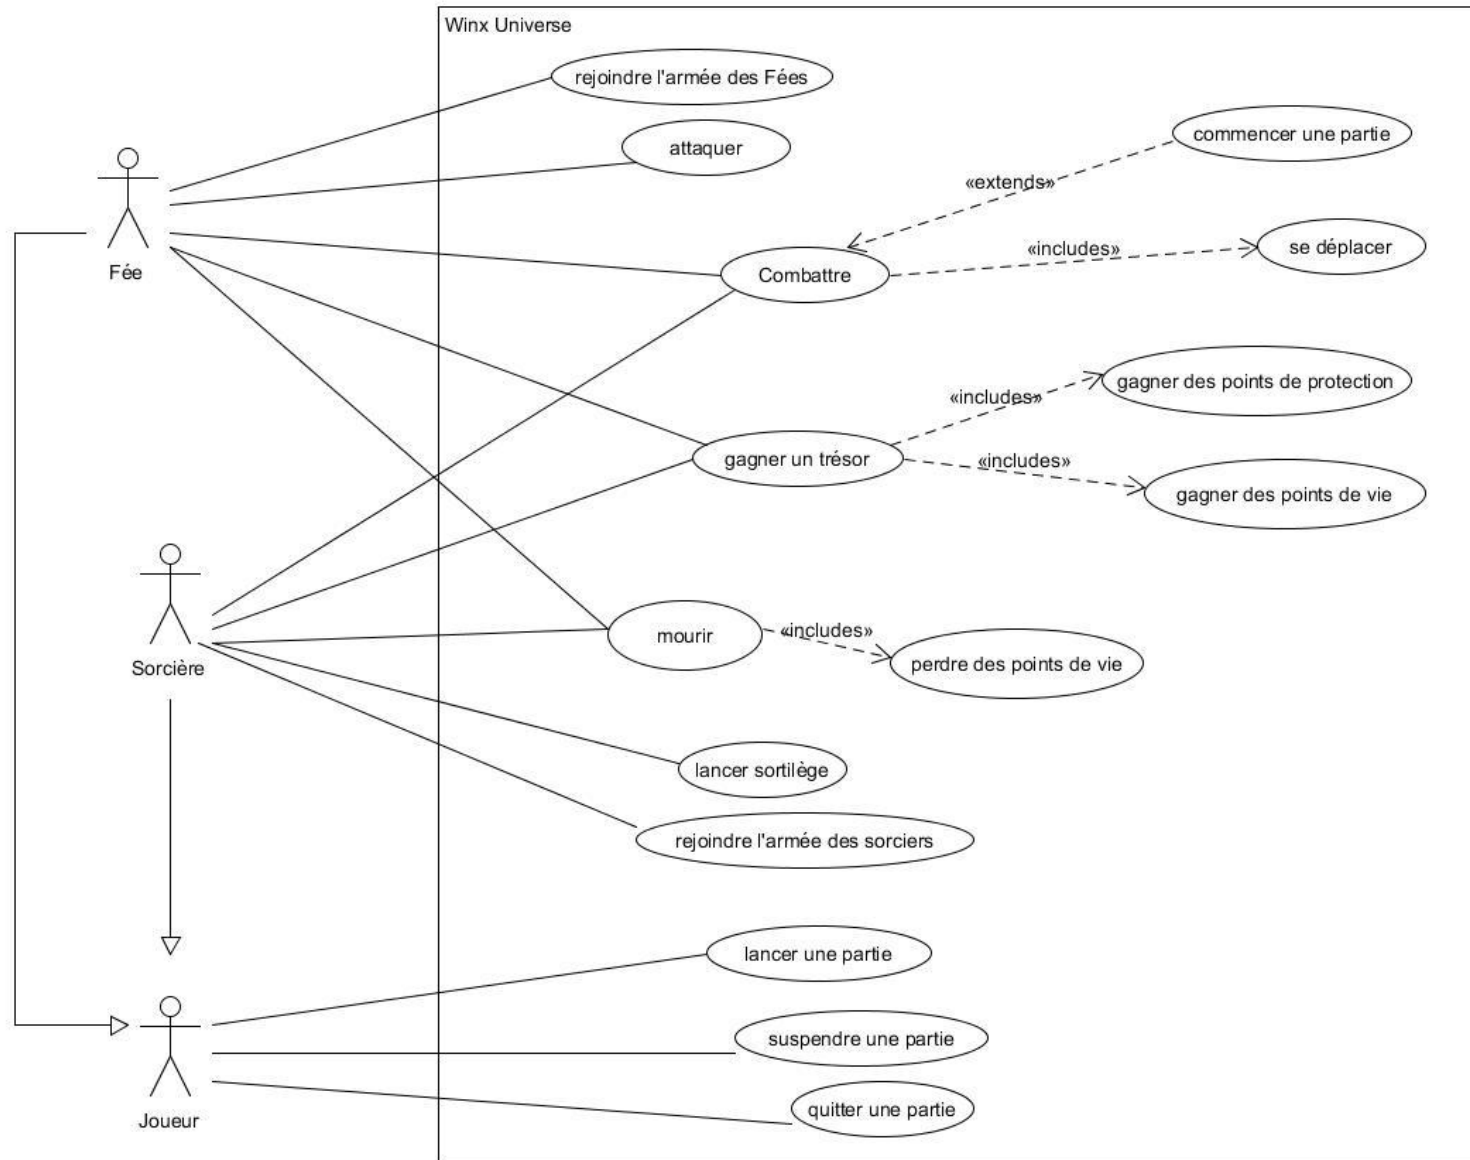 Winx Universe
rejoindre l'armée des Fées
attaquer
commencer une partie
«extends»
Fée
Combattre
«includes»
se déplacer
gagner des points de protection
«includes»
gagner un trésor
«includes»
gagner des points de vie
Sorcière
mourir
«includes»
perdre des points de vie
lancer sortilège
rejoindre l'armée des sorciers
lancer une partie
suspendre une partie
Joueur
quitter une partie